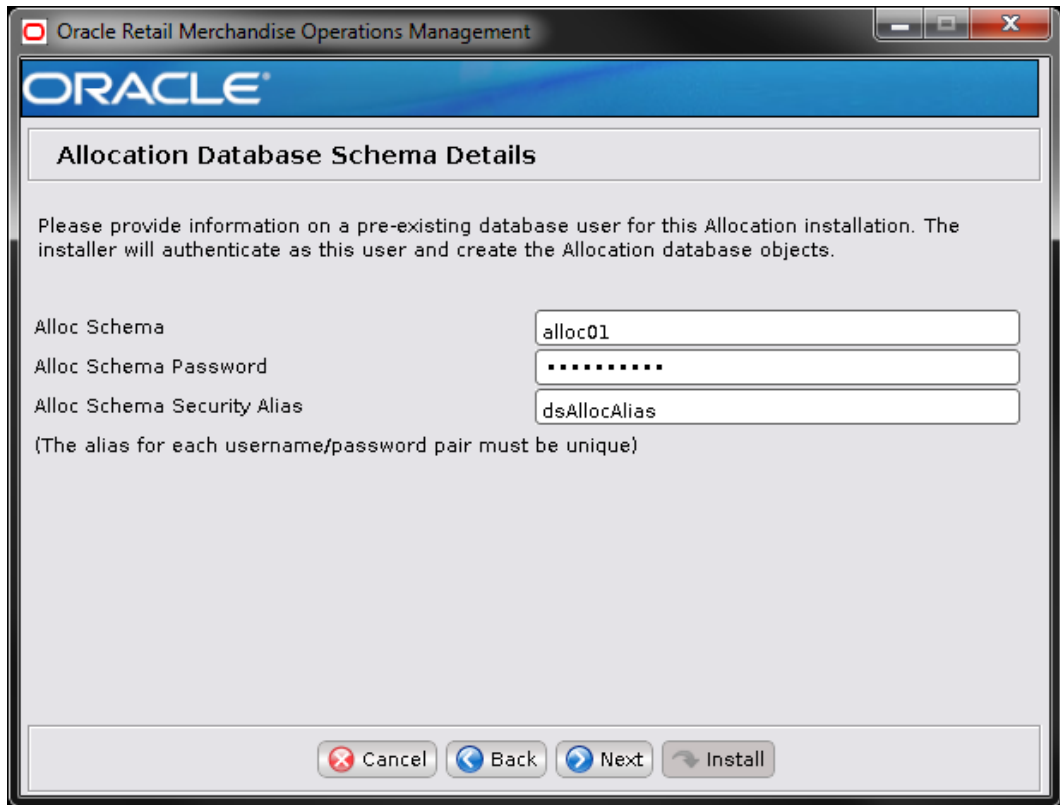 Oracle Retail Merchandise Operations Management
ORACLE
Allocation Database Schema Details
Please provide information on a pre-existing database user for this Allocation installation. The
installer will authenticate as this user and create the Allocation database objects.
Alloc Schema
alloc01
Alloc Schema Password
••••••••••
Alloc Schema Security Alias
dsAllocAlias
(The alias for each username/password pair must be unique)
Cancel Back Next Install